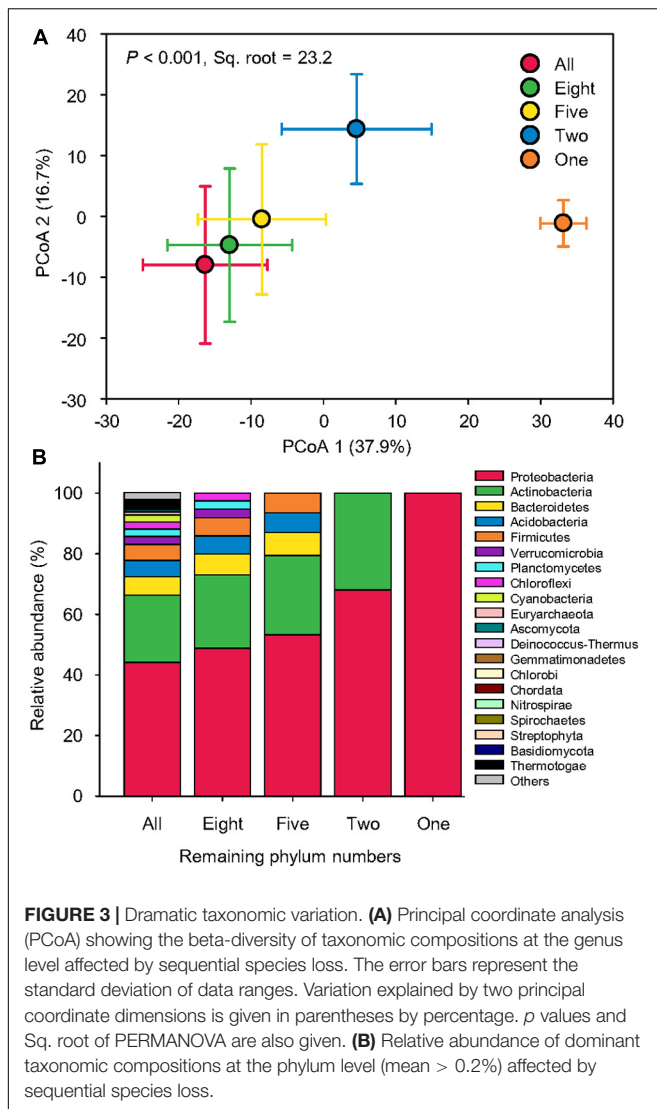 A
P < 0.001, Sq. root = 23.2
All
Eight
Five
Two
One
40
20
10
0
-10
-20
-30
PCoA 2 (16.7%)
-30
-20
-10
0
10
20
30
40
PCoA 1 (37.9%)
B
100
80
60
40
20
0
Relative abundance (%)
All
Eight
Five
Two
One
Remaining phylum numbers
Proteobacteria
Actinobacteria
Bacteroidetes
Acidobacteria
Firmicutes
Verrucomicrobia
Planctomycetes
Chloroflexi
Cyanobacteria
Euryarchaeota
Ascomycota
Deinococcus-Thermus
Gemmatimonadetes
Chlorobi
Chordata
Nitrospirae
Spirochaetes
Streptophyta
Basidiomycota
Thermotogae
Others
FIGURE 3 | Dramatic taxonomic variation. (A) Principal coordinate analysis
(PCoA) showing the beta-diversity of taxonomic compositions at the genus
level affected by sequential species loss. The error bars represent the
standard deviation of data ranges. Variation explained by two principal
coordinate dimensions is given in parentheses by percentage. p values and
Sq. root of PERMANOVA are also given. (B) Relative abundance of dominant
taxonomic compositions at the phylum level (mean > 0.2%) affected by
sequential species loss.